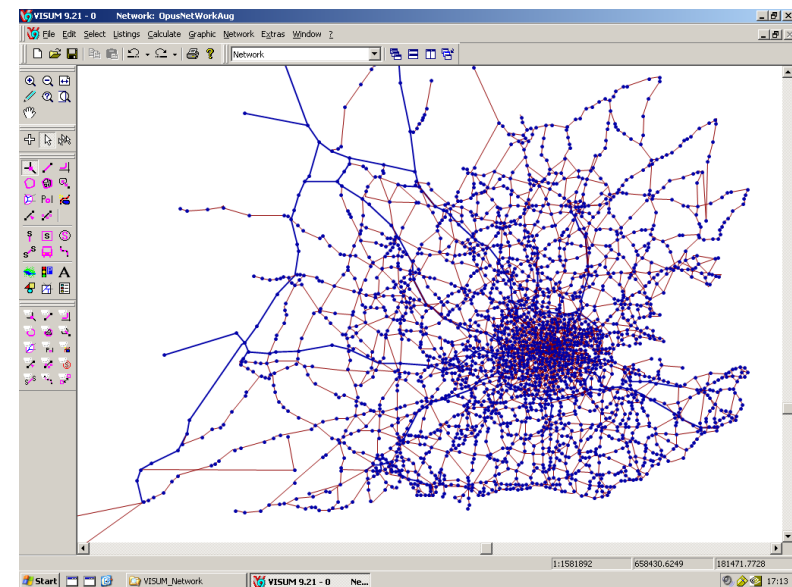 VISUM 9.21 - 0 Network: OpusNetWorkAug
File Edit Select Listings Calculate Graphic Network Extras Window ?
Network
Pol
A
1:1581892 658430.6249 181471.7728
Start VISUM_Network VISUM 9.21 - 0 Ne... 17:13